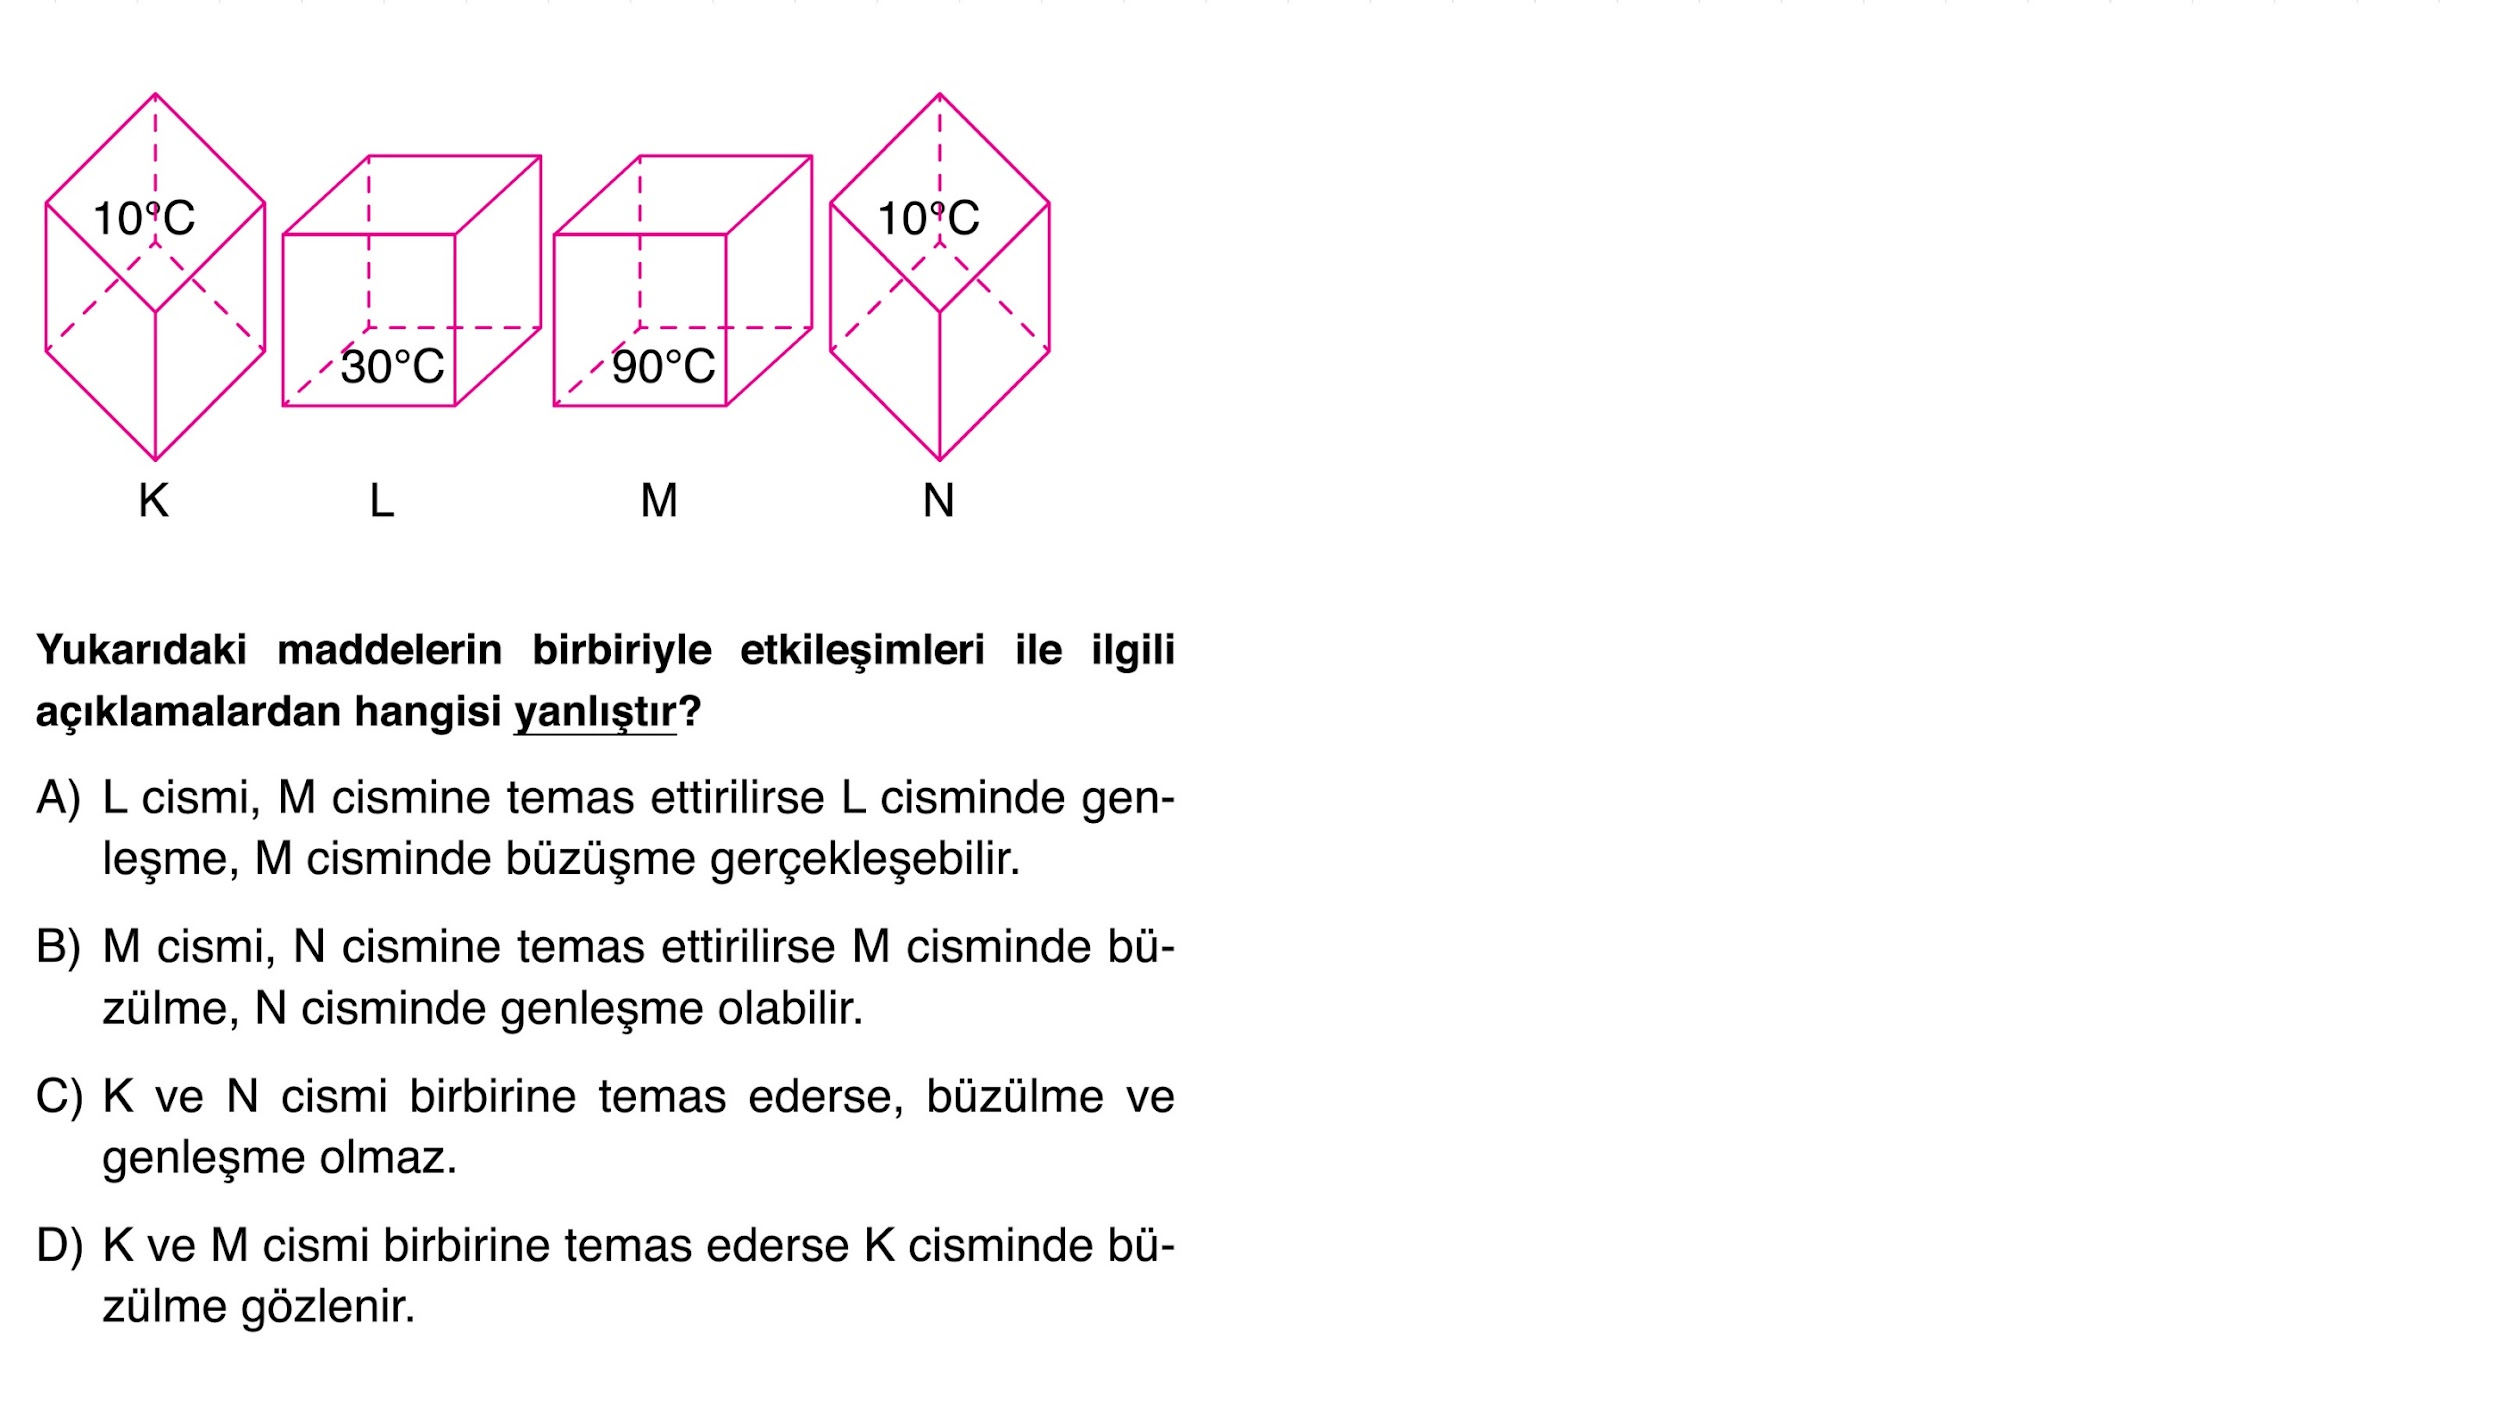 10°C 30°C 90°C 10°C
K L M N
Yukarıdaki maddelerin birbiriyle etkileşimleri ile ilgili
açıklamalardan hangisi yanlıştır?
A) L cismi, M cismine temas ettirilirse L cisminde gen-
leşme, M cisminde büzüşme gerçekleşebilir.
B) M cismi, N cismine temas ettirilirse M cisminde bü-
zülme, N cisminde genleşme olabilir.
C) K ve N cismi birbirine temas ederse, büzülme ve
genleşme olmaz.
D) K ve M cismi birbirine temas ederse K cisminde bü-
zülme gözlenir.